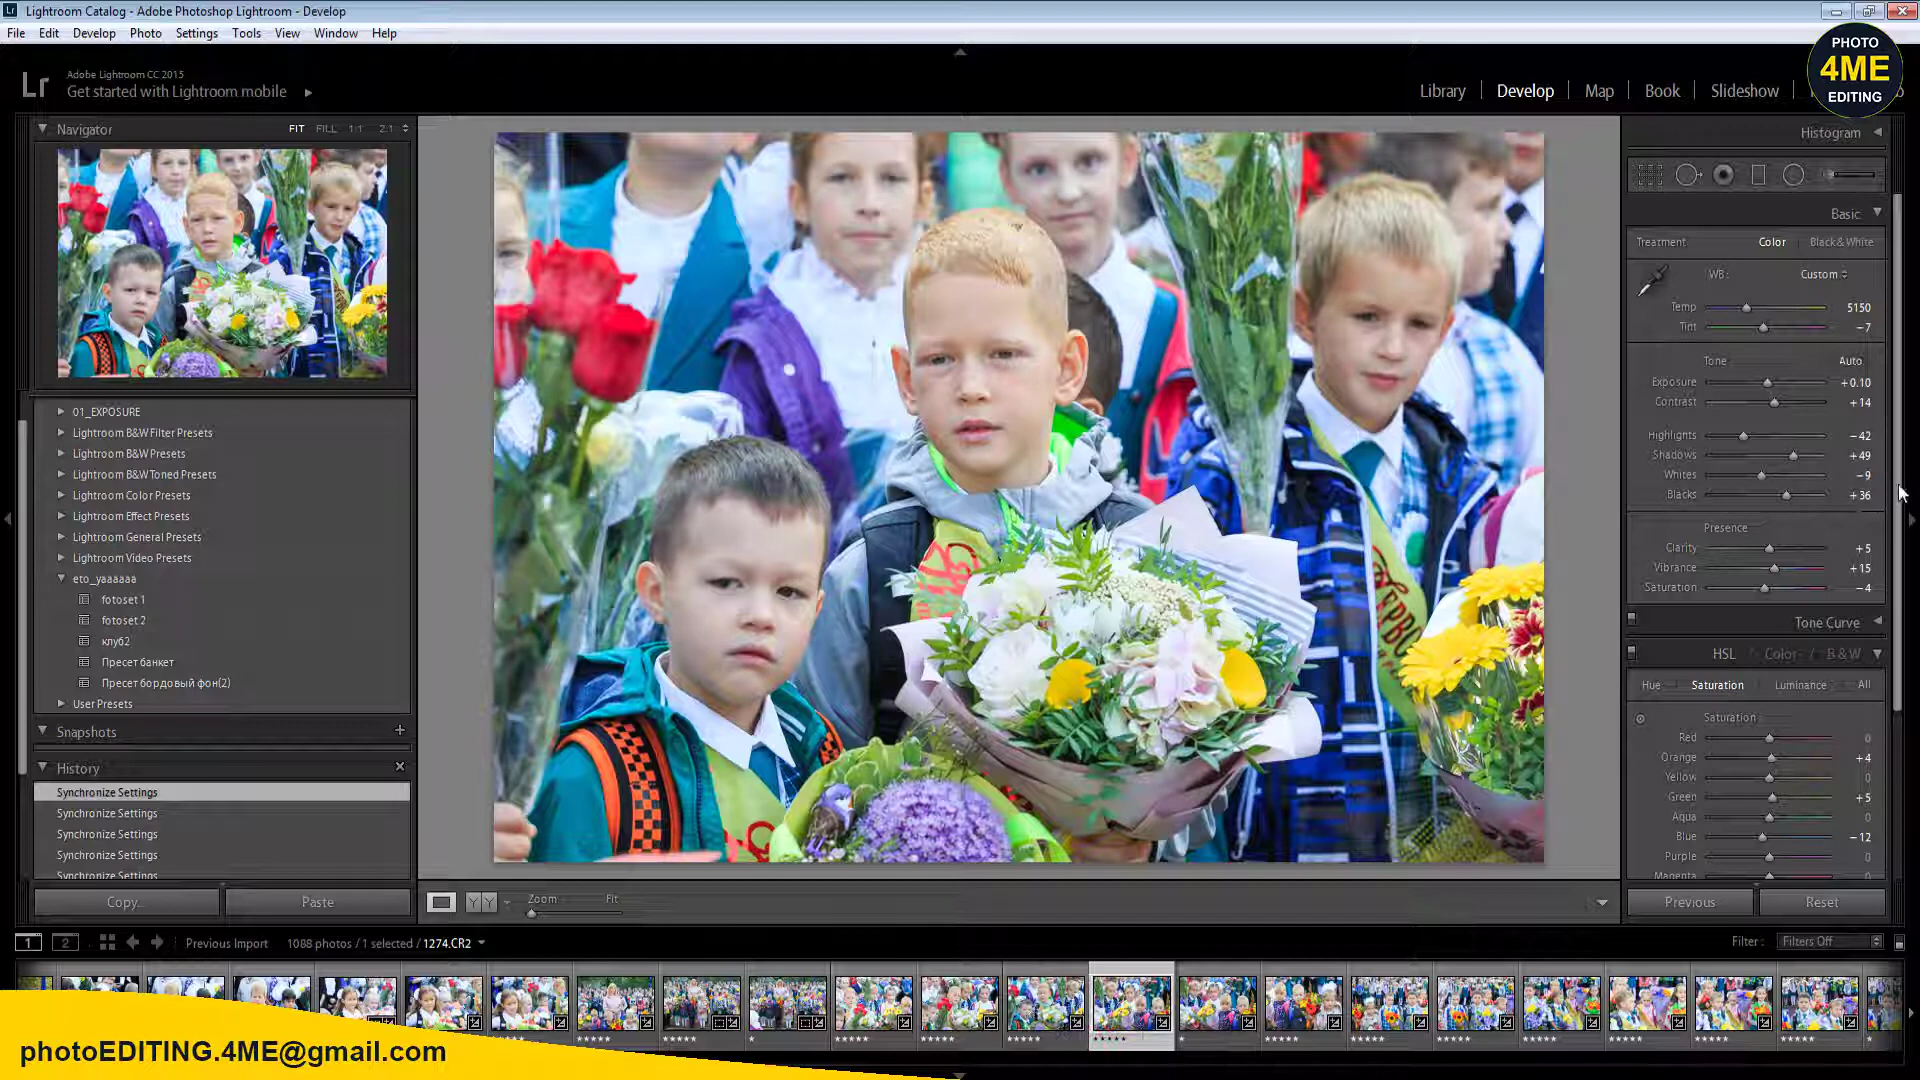 Lightroom Catalog - Adobe Photoshop Lightroom - Develop
File Edit Develop Photo Settings Tools View Window Help
Lr
Adobe Lightroom CC 2015
Get started with Lightroom mobile
Library Develop Map Book Slideshow
PHOTO
4ME
EDITING
Navigator FIT FILL 1:1 2:1
01_EXPOSURE
Lightroom B&W Filter Presets
Lightroom B&W Presets
Lightroom B&W Toned Presets
Lightroom Color Presets
Lightroom Effect Presets
Lightroom General Presets
Lightroom Video Presets
eto_yaaaaaa
fotoset 1
fotoset 2
клуб2
Пресет банкет
Пресет бордовый фон(2)
User Presets
Snapshots +
History ×
Synchronize Settings
Synchronize Settings
Synchronize Settings
Synchronize Settings
Synchronize Settings
Copy... Paste
Histogram
Basic
Treatment Color Black & White
WB: Custom
Temp 5150
Tint -7
Tone Auto
Exposure +0.10
Contrast +14
Highlights -42
Shadows +49
Whites -9
Blacks +36
Presence
Clarity +5
Vibrance +15
Saturation -4
Tone Curve
HSL / Color / B & W
Hue Saturation Luminance All
Saturation
Red 0
Orange +4
Yellow 0
Green +5
Aqua 0
Blue -12
Purple 0
Magenta 0
Previous Reset
YY Zoom Fit
1 2 Previous Import 1088 photos / 1 selected / 1274.CR2
Filter : Filters Off
photoEDITING.4ME@gmail.com